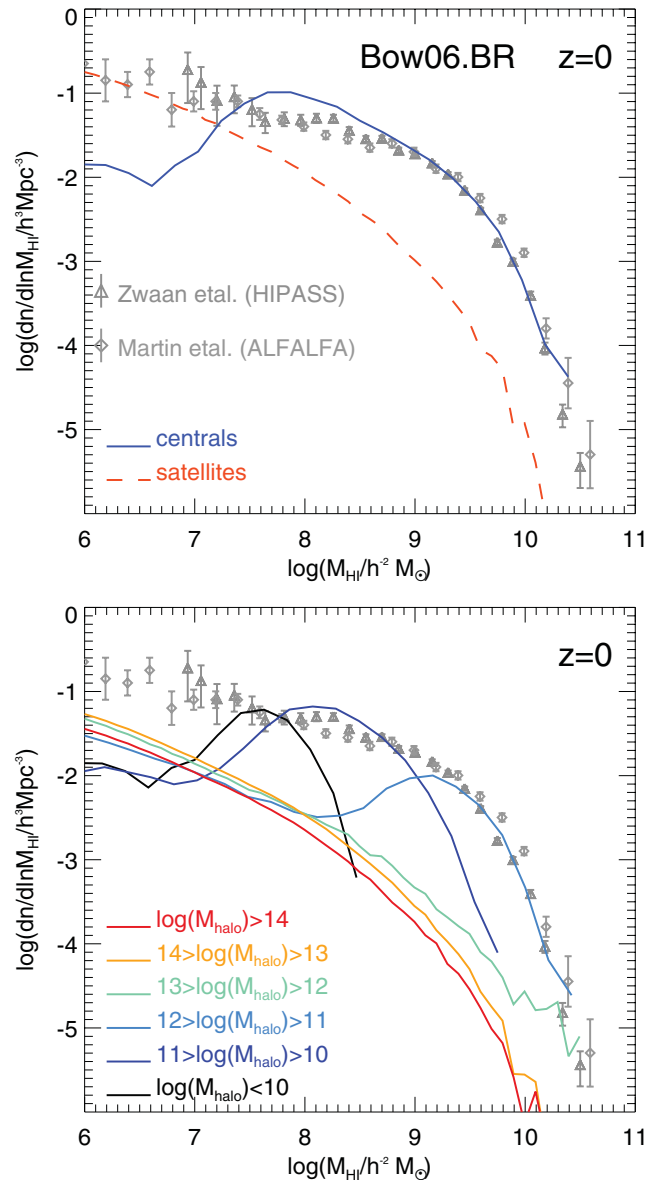 Bow06.BR z=0
0
-1
-2
-3
-4
-5
log(dn/dlnM_HI/h³Mpc⁻³)
Zwaan etal. (HIPASS)
Martin etal. (ALFALFA)
centrals
satellites
6 7 8 9 10 11
log(M_HI/h⁻² M_⊙)
z=0
0
-1
-2
-3
-4
-5
log(dn/dlnM_HI/h³Mpc⁻³)
log(M_halo)>14
14>log(M_halo)>13
13>log(M_halo)>12
12>log(M_halo)>11
11>log(M_halo)>10
log(M_halo)<10
6 7 8 9 10 11
log(M_HI/h⁻² M_⊙)